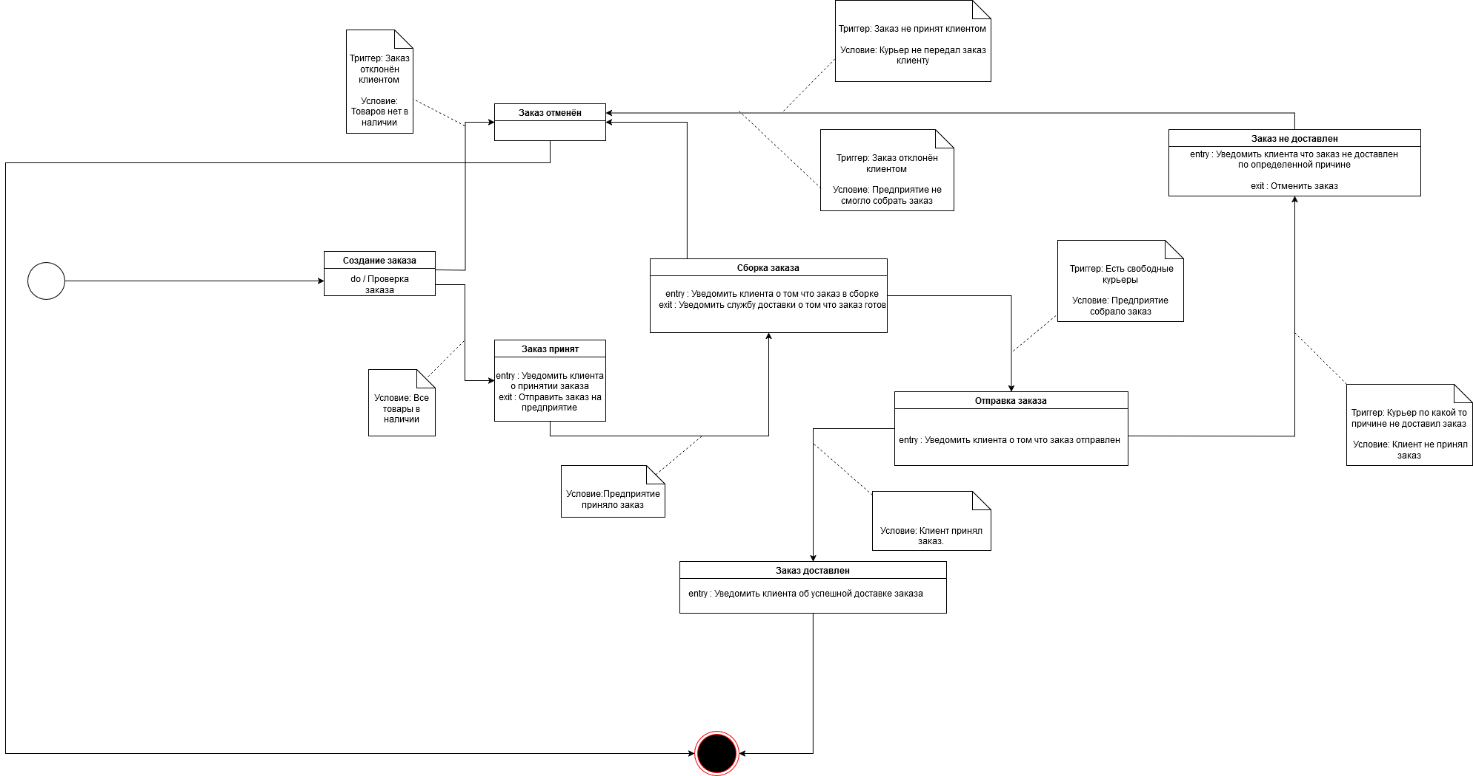 Триггер: Заказ не принят клиентом
Условие: Курьер не передал заказ
клиенту
Триггер: Заказ
отклонён
клиентом
Условие:
Товаров нет в
наличии
Заказ отменён
Триггер: Заказ отклонён
клиентом
Условие: Предприятие не
смогло собрать заказ
Заказ не доставлен
entry : Уведомить клиента что заказ не доставлен
по определенной причине
exit : Отменить заказ
Создание заказа
do / Проверка
заказа
Сборка заказа
entry : Уведомить клиента о том что заказ в сборке
exit : Уведомить службу доставки о том что заказ готов
Триггер: Есть свободные
курьеры
Условие: Предприятие
собрало заказ
Заказ принят
entry : Уведомить клиента
о принятии заказа
exit : Отправить заказ на
предприятие
Условие: Все
товары в
наличии
Отправка заказа
entry : Уведомить клиента о том что заказ отправлен
Триггер: Курьер по какой то
причине не доставил заказ
Условие: Клиент не принял
заказ
Условие:Предприятие
приняло заказ
Условие: Клиент принял
заказ.
Заказ доставлен
entry : Уведомить клиента об успешной доставке заказа